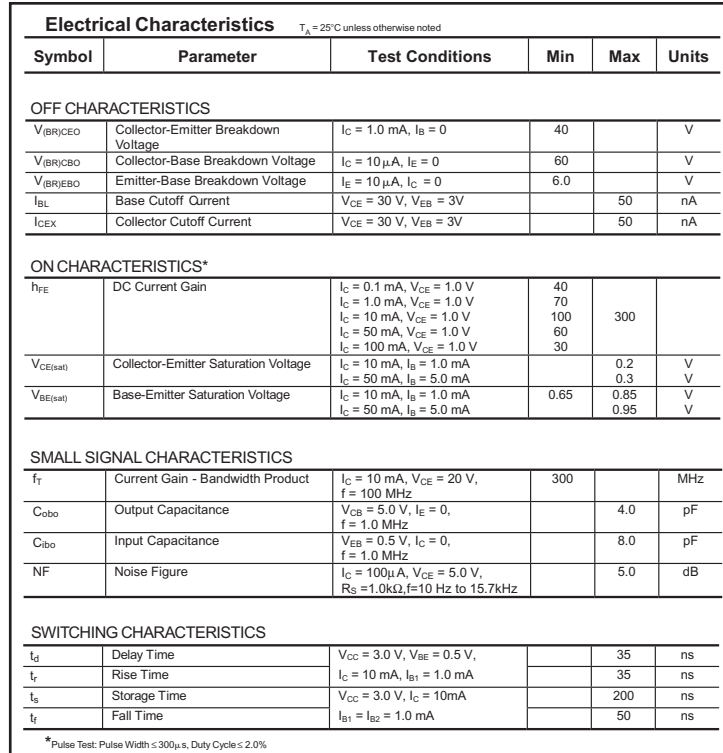 Electrical Characteristics T_A = 25°C unless otherwise noted
Symbol Parameter Test Conditions Min Max Units
OFF CHARACTERISTICS
V(BR)CEO Collector-Emitter Breakdown Voltage I_C = 1.0 mA, I_B = 0 40 V
V(BR)CBO Collector-Base Breakdown Voltage I_C = 10 µA, I_E = 0 60 V
V(BR)EBO Emitter-Base Breakdown Voltage I_E = 10 µA, I_C = 0 6.0 V
I_BL Base Cutoff Current V_CE = 30 V, V_EB = 3V 50 nA
I_CEX Collector Cutoff Current V_CE = 30 V, V_EB = 3V 50 nA
ON CHARACTERISTICS*
h_FE DC Current Gain I_C = 0.1 mA, V_CE = 1.0 V 40
I_C = 1.0 mA, V_CE = 1.0 V 70
I_C = 10 mA, V_CE = 1.0 V 100 300
I_C = 50 mA, V_CE = 1.0 V 60
I_C = 100 mA, V_CE = 1.0 V 30
V_CE(sat) Collector-Emitter Saturation Voltage I_C = 10 mA, I_B = 1.0 mA 0.2 V
I_C = 50 mA, I_B = 5.0 mA 0.3 V
V_BE(sat) Base-Emitter Saturation Voltage I_C = 10 mA, I_B = 1.0 mA 0.65 0.85 V
I_C = 50 mA, I_B = 5.0 mA 0.95 V
SMALL SIGNAL CHARACTERISTICS
f_T Current Gain - Bandwidth Product I_C = 10 mA, V_CE = 20 V, 300 MHz
f = 100 MHz
C_obo Output Capacitance V_CB = 5.0 V, I_E = 0, 4.0 pF
f = 1.0 MHz
C_ibo Input Capacitance V_EB = 0.5 V, I_C = 0, 8.0 pF
f = 1.0 MHz
NF Noise Figure I_C = 100µA, V_CE = 5.0 V, 5.0 dB
R_S =1.0kΩ,f=10 Hz to 15.7kHz
SWITCHING CHARACTERISTICS
t_d Delay Time V_CC = 3.0 V, V_BE = 0.5 V, 35 ns
t_r Rise Time I_C = 10 mA, I_B1 = 1.0 mA 35 ns
t_s Storage Time V_CC = 3.0 V, I_C = 10mA 200 ns
t_f Fall Time I_B1 = I_B2 = 1.0 mA 50 ns
*Pulse Test: Pulse Width ≤ 300µs, Duty Cycle ≤ 2.0%